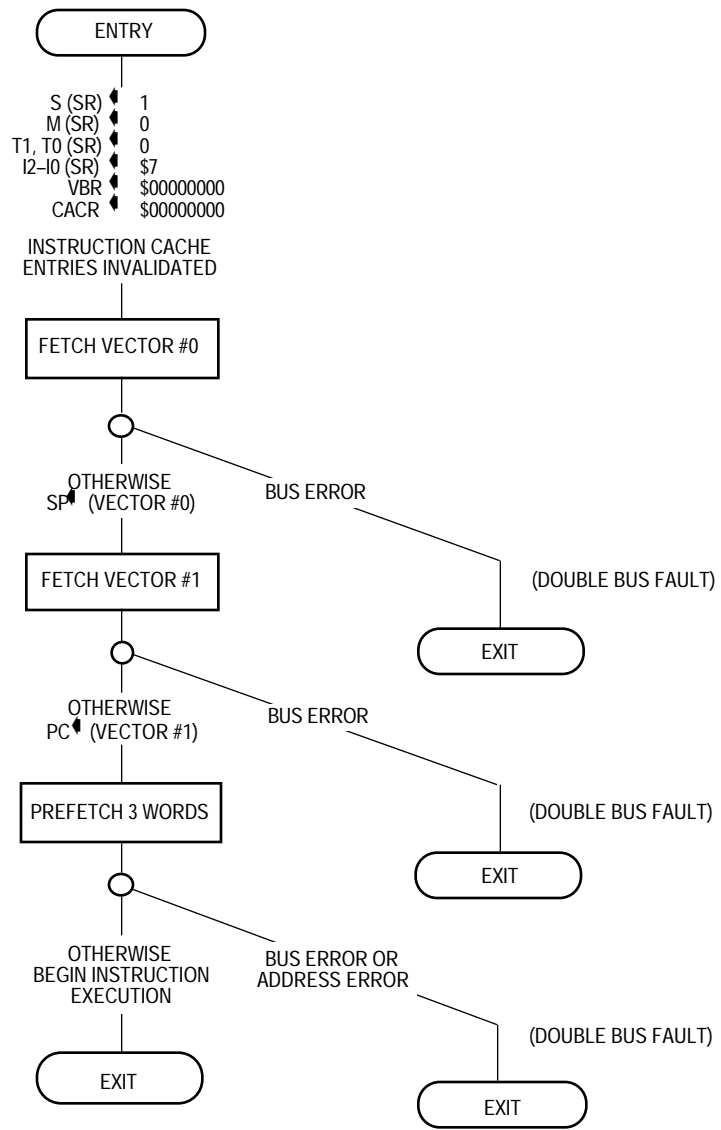 ENTRY
S (SR) 1
M (SR) 0
T1, T0 (SR) 0
I2–I0 (SR) $7
VBR $00000000
CACR $00000000
INSTRUCTION CACHE
ENTRIES INVALIDATED
FETCH VECTOR #0
OTHERWISE
SP (VECTOR #0)
BUS ERROR
FETCH VECTOR #1
(DOUBLE BUS FAULT)
EXIT
OTHERWISE
PC (VECTOR #1)
BUS ERROR
PREFETCH 3 WORDS
(DOUBLE BUS FAULT)
EXIT
OTHERWISE
BEGIN INSTRUCTION
EXECUTION
BUS ERROR OR
ADDRESS ERROR
(DOUBLE BUS FAULT)
EXIT
EXIT